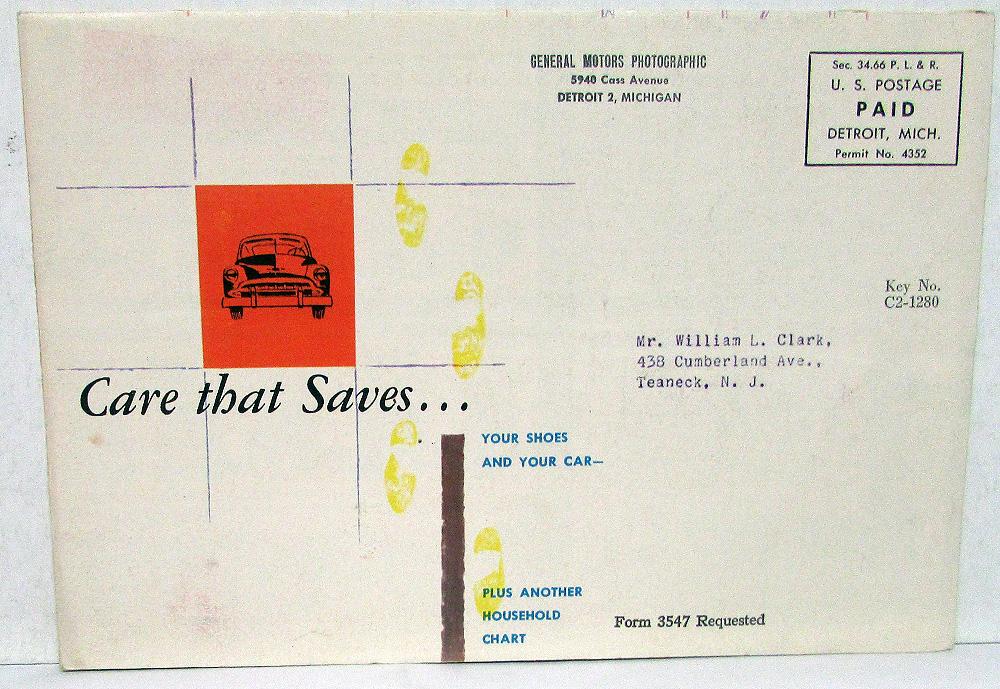 GENERAL MOTORS PHOTOGRAPHIC
5940 Cass Avenue
DETROIT 2, MICHIGAN
Sec. 34.66 P. L. & R.
U. S. POSTAGE
PAID
DETROIT, MICH.
Permit No. 4352
Key No.
C2-1280
Mr. William L. Clark,
438 Cumberland Ave.,
Teaneck, N. J.
Care that Saves...
YOUR SHOES
AND YOUR CAR—
PLUS ANOTHER
HOUSEHOLD
CHART
Form 3547 Requested